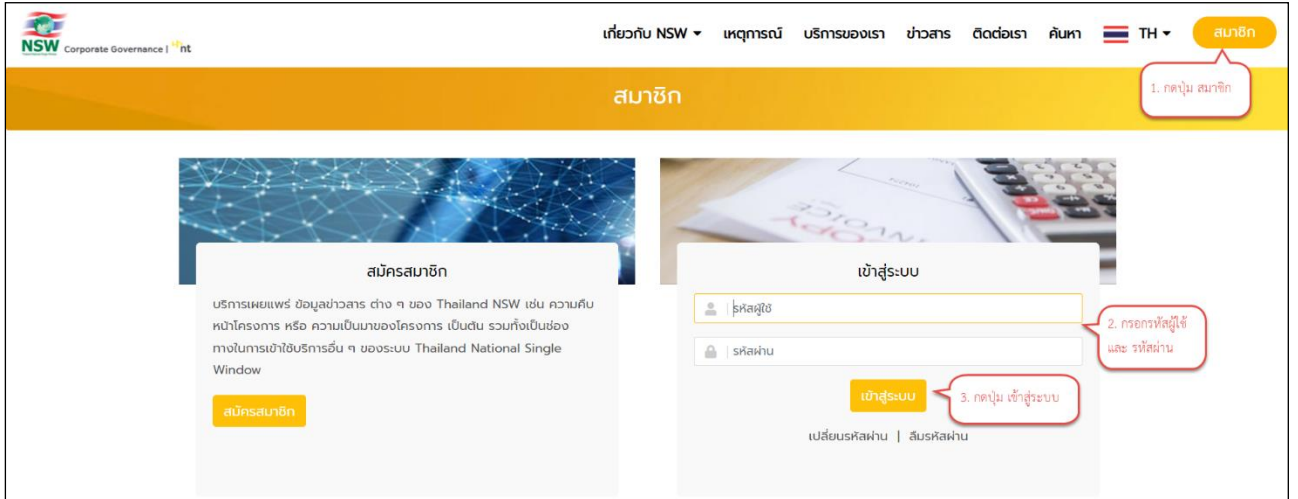 NSW Corporate Governance | nt
เกี่ยวกับ NSW เหตุการณ์ บริการของเรา ข่าวสาร ติดต่อเรา ค้นหา TH สมาชิก
1. กดปุ่ม สมาชิก
สมาชิก
INVOICE
COPY
สมัครสมาชิก
บริการเผยแพร่ ข้อมูลข่าวสาร ต่าง ๆ ของ Thailand NSW เช่น ความคืบ
หน้าโครงการ หรือ ความเป็นมาของโครงการ เป็นต้น รวมทั้งเป็นช่อง
ทางในการเข้าใช้บริการอื่น ๆ ของระบบ Thailand National Single
Window
สมัครสมาชิก
เข้าสู่ระบบ
รหัสผู้ใช้
รหัสผ่าน
2. กรอกรหัสผู้ใช้
และ รหัสผ่าน
เข้าสู่ระบบ
3. กดปุ่ม เข้าสู่ระบบ
เปลี่ยนรหัสผ่าน | ลืมรหัสผ่าน